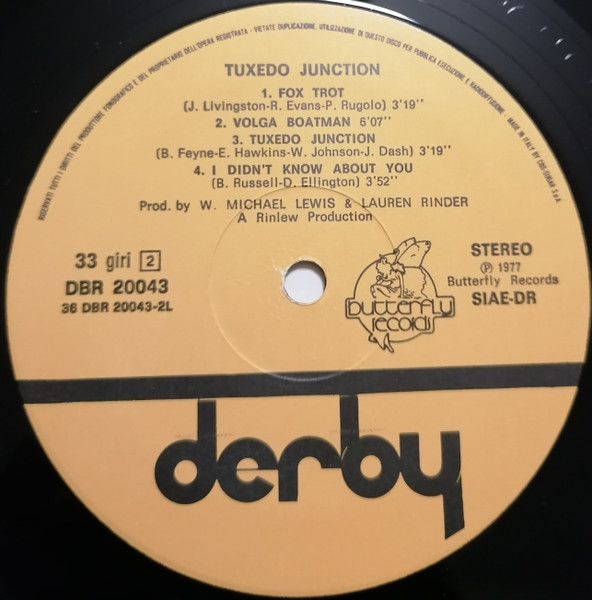 RISERVATI TUTTI I DIRITTI DEL PRODUTTORE FONOGRAFICO E DEL PROPRIETARIO DELL'OPERA REGISTRATA - VIETATE DUPLICAZIONE, UTILIZZAZIONE DI QUESTO DISCO PER PUBBLICA ESECUZIONE E RADIODIFFUSIONE - MADE IN ITALY BY CBS-SUGAR S.p.A.
TUXEDO JUNCTION
1. FOX TROT
(J. Livingston-R. Evans-P. Rugolo) 3'19''
2. VOLGA BOATMAN 6'07''
3. TUXEDO JUNCTION
(B. Feyne-E. Hawkins-W. Johnson-J. Dash) 3'19''
4. I DIDN'T KNOW ABOUT YOU
(B. Russell-D. Ellington) 3'52''
Prod. by W. MICHAEL LEWIS & LAUREN RINDER
A Rinlew Production
33 giri 2
DBR 20043
36 DBR 20043-2L
butterfly
records
STEREO
Ⓟ 1977
Butterfly Records
SIAE-DR
derby